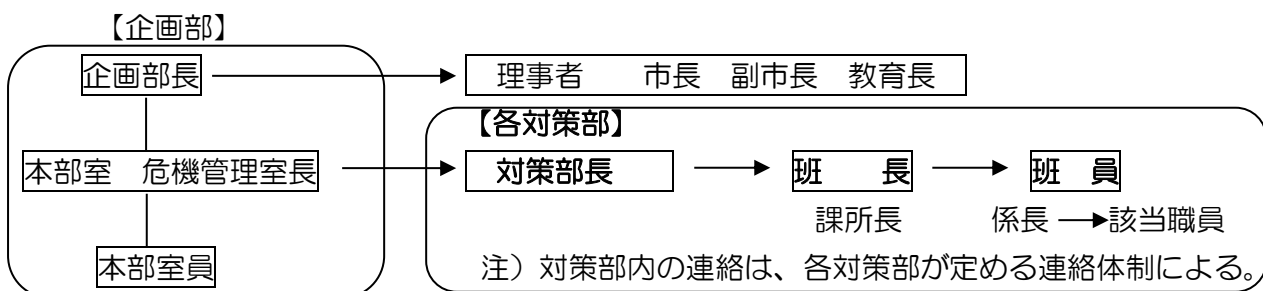 【企画部】
企画部長 理事者 市長 副市長 教育長
【各対策部】
本部室 危機管理室長 対策部長 班 長 班 員
課所長 係長 該当職員
本部室員 注）対策部内の連絡は、各対策部が定める連絡体制による。